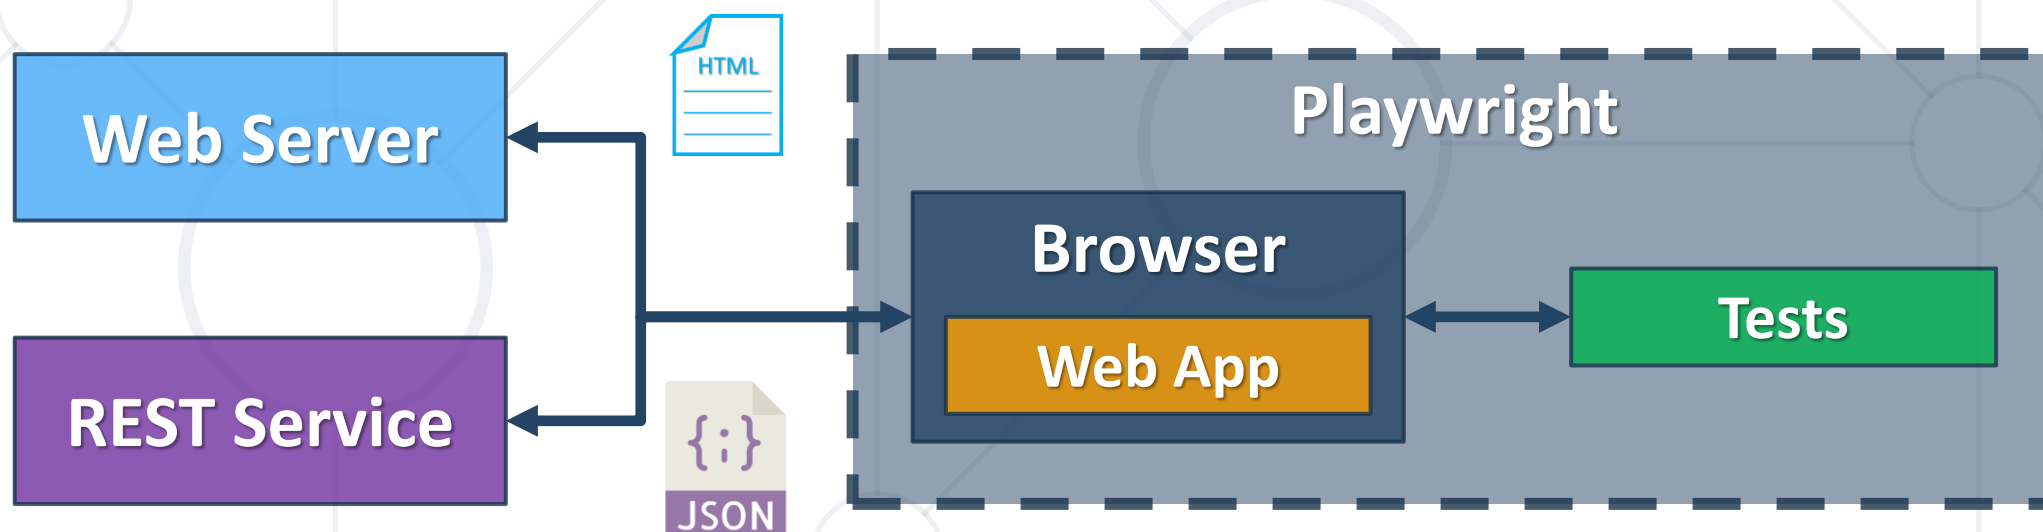 Web Server
HTML
Playwright
Browser
Web App
Tests
REST Service
{;}
JSON